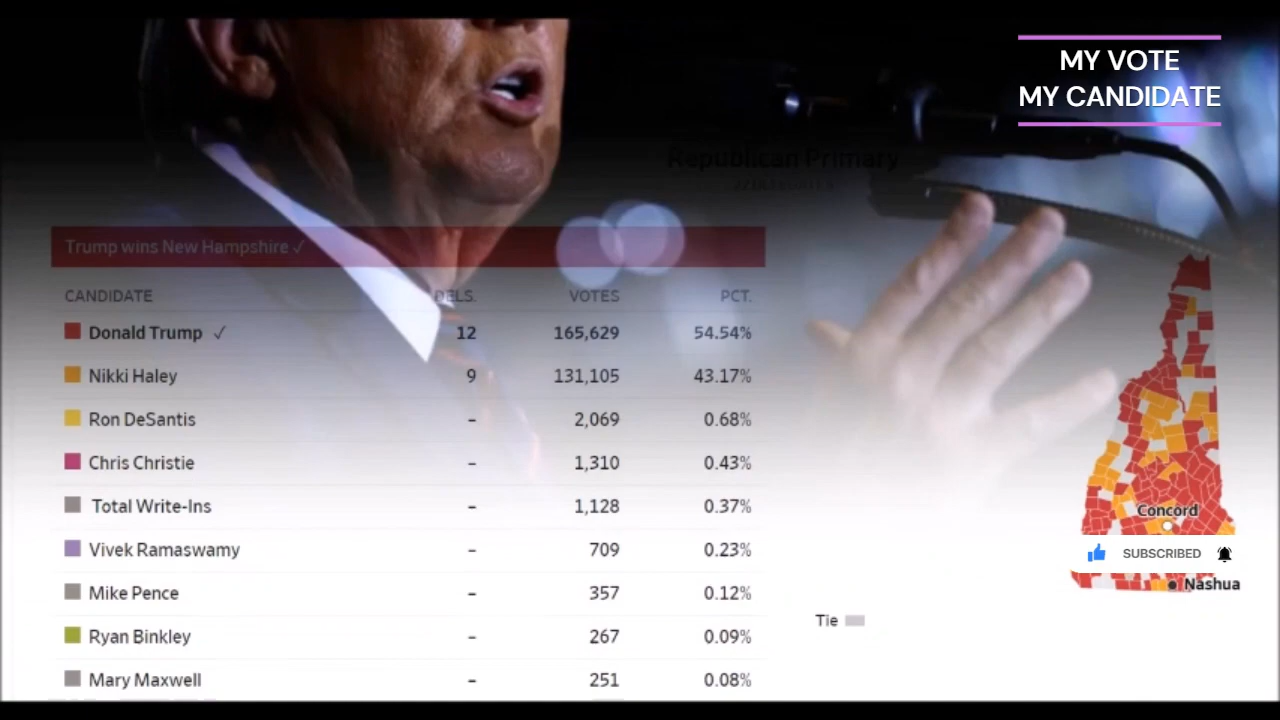 MY VOTE
MY CANDIDATE
Republican Primary
Trump wins New Hampshire ✓
CANDIDATE DELS. VOTES PCT.
Donald Trump ✓ 12 165,629 54.54%
Nikki Haley 9 131,105 43.17%
Ron DeSantis – 2,069 0.68%
Chris Christie – 1,310 0.43%
Total Write-Ins – 1,128 0.37%
Vivek Ramaswamy – 709 0.23%
Mike Pence – 357 0.12%
Ryan Binkley – 267 0.09%
Mary Maxwell – 251 0.08%
Concord
SUBSCRIBED
Nashua
Tie